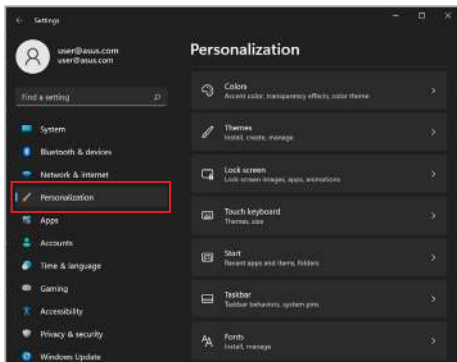 Settings
user@asus.com
user@asus.com
Find a setting
System
Bluetooth & devices
Network & internet
Personalization
Apps
Accounts
Time & language
Gaming
Accessibility
Privacy & security
Windows Update
Personalization
Colors
Accent color, transparency effects, color theme
Themes
Install, create, manage
Lock screen
Lock screen images, apps, animations
Touch keyboard
Themes, size
Start
Recent apps and items, folders
Taskbar
Taskbar behaviors, system pins
Fonts
Install, manage